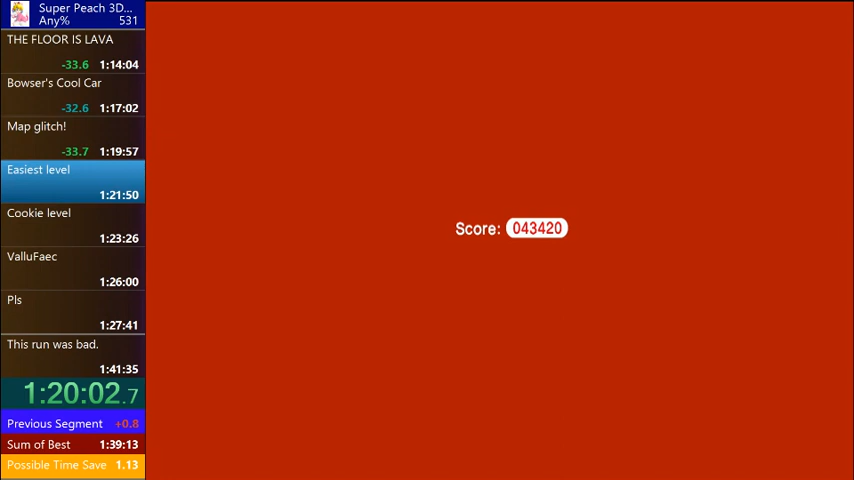 Super Peach 3D...
Any% 531
THE FLOOR IS LAVA
-33.6 1:14:04
Bowser's Cool Car
-32.6 1:17:02
Map glitch!
-33.7 1:19:57
Easiest level
1:21:50
Cookie level
1:23:26
ValluFaec
1:26:00
Pls
1:27:41
This run was bad.
1:41:35
1:20:02.7
Previous Segment +0.8
Sum of Best 1:39:13
Possible Time Save 1.13
Score: 043420